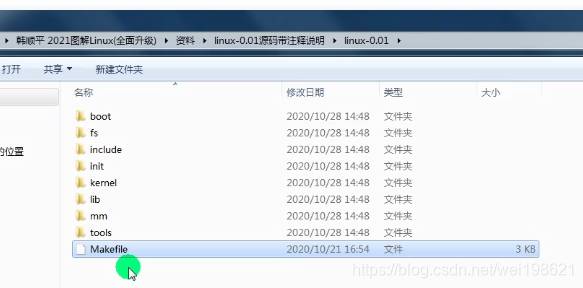 韩顺平 2021图解Linux(全面升级) 资料 linux-0.01源码带注释说明 linux-0.01
打开 共享 新建文件夹
名称 修改日期 类型 大小
boot 2020/10/28 14:48 文件夹
fs 2020/10/28 14:48 文件夹
include 2020/10/28 14:48 文件夹
的位置
init 2020/10/28 14:48 文件夹
kernel 2020/10/28 14:48 文件夹
lib 2020/10/28 14:48 文件夹
mm 2020/10/28 14:48 文件夹
tools 2020/10/28 14:48 文件夹
Makefile 2020/10/21 16:54 文件 3 KB
https://blog.csdn.net/wei198621